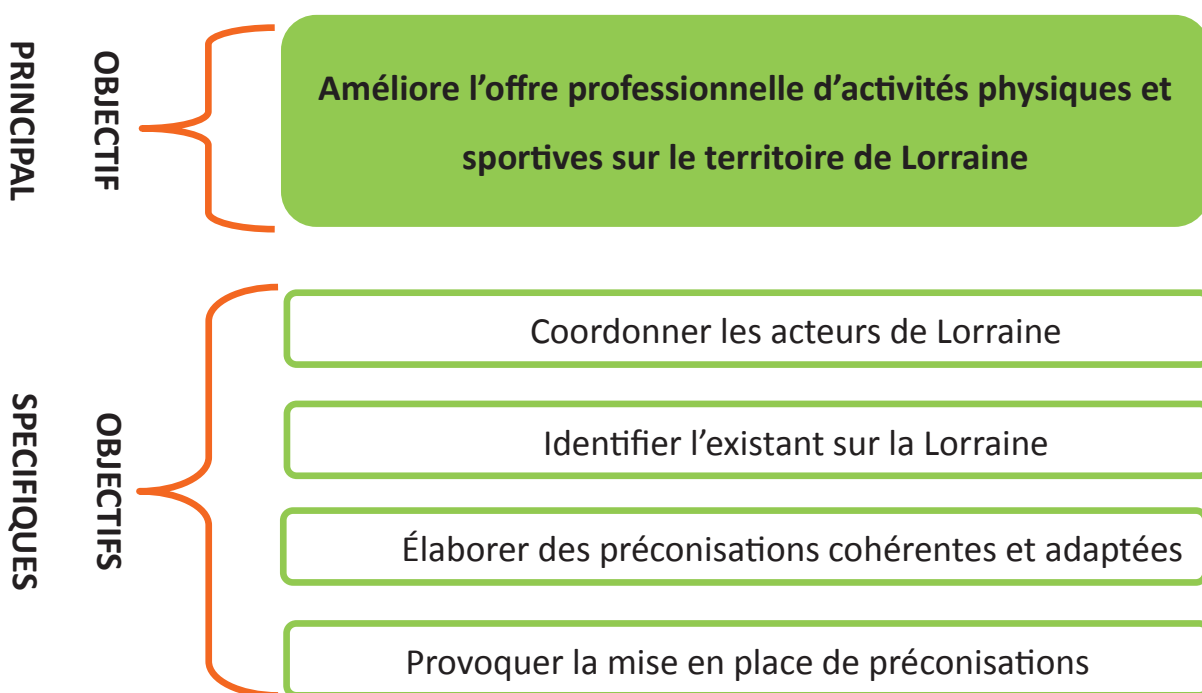 OBJECTIF
PRINCIPAL
Améliore l’offre professionnelle d’activités physiques et
sportives sur le territoire de Lorraine
OBJECTIFS
SPECIFIQUES
Coordonner les acteurs de Lorraine
Identifier l’existant sur la Lorraine
Élaborer des préconisations cohérentes et adaptées
Provoquer la mise en place de préconisations